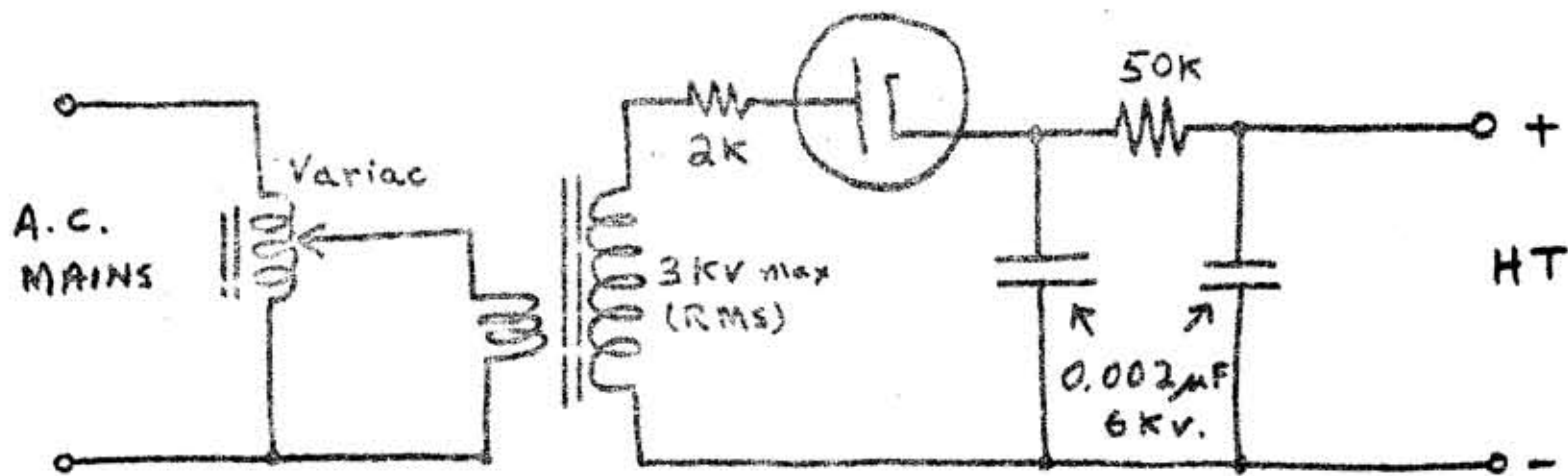 A.C.
MAINS
Variac
3KV max
(RMS)
2K
50K
0.002µF
6KV.
+
HT
-